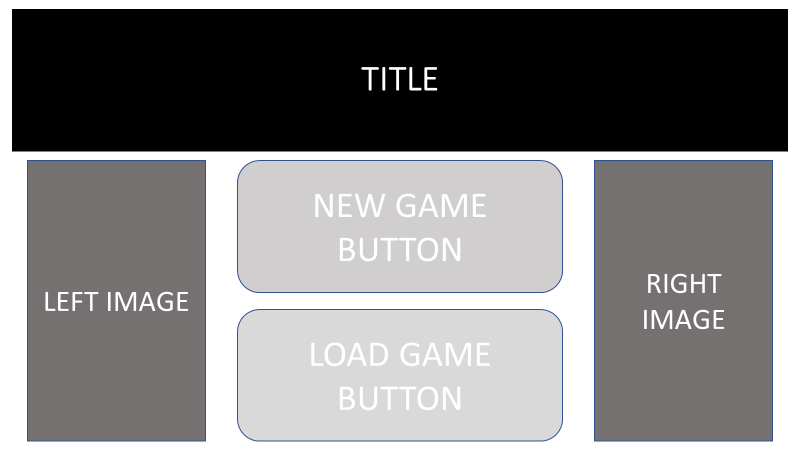 TITLE
NEW GAME
BUTTON
LEFT IMAGE
RIGHT
IMAGE
LOAD GAME
BUTTON